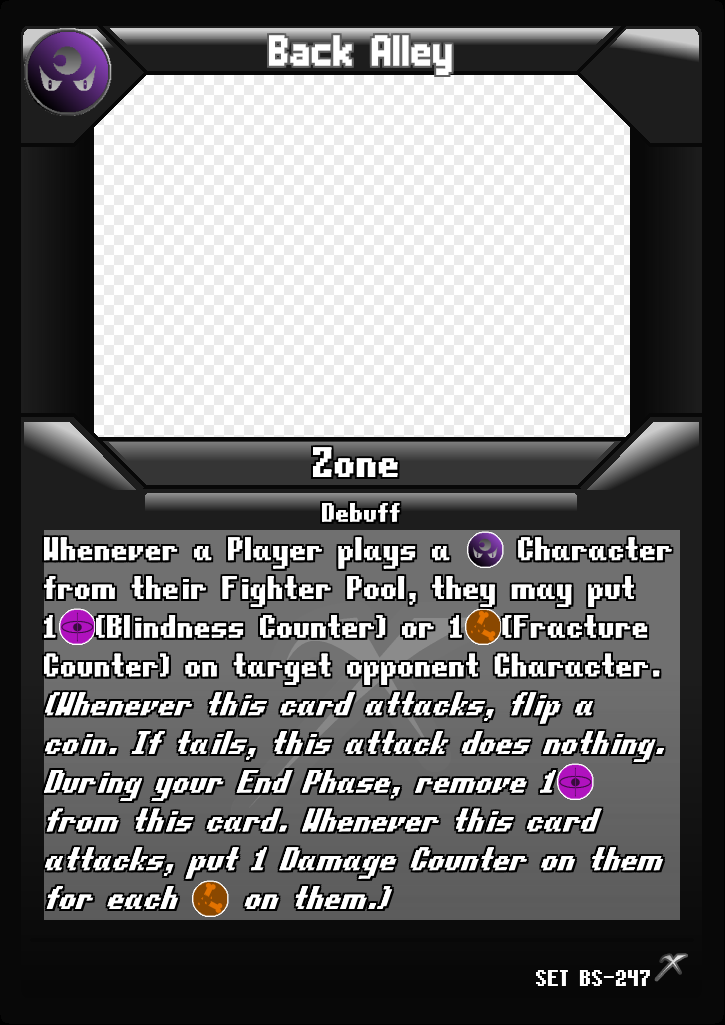 Back Alley
Zone
Debuff
Whenever a Player plays a Character
from their Fighter Pool, they may put
1 (Blindness Counter) or 1 (Fracture
Counter) on target opponent Character.
(Whenever this card attacks, flip a
coin. If tails, this attack does nothing.
During your End Phase, remove 1
from this card. Whenever this card
attacks, put 1 Damage Counter on them
for each on them.)
SET BS-247